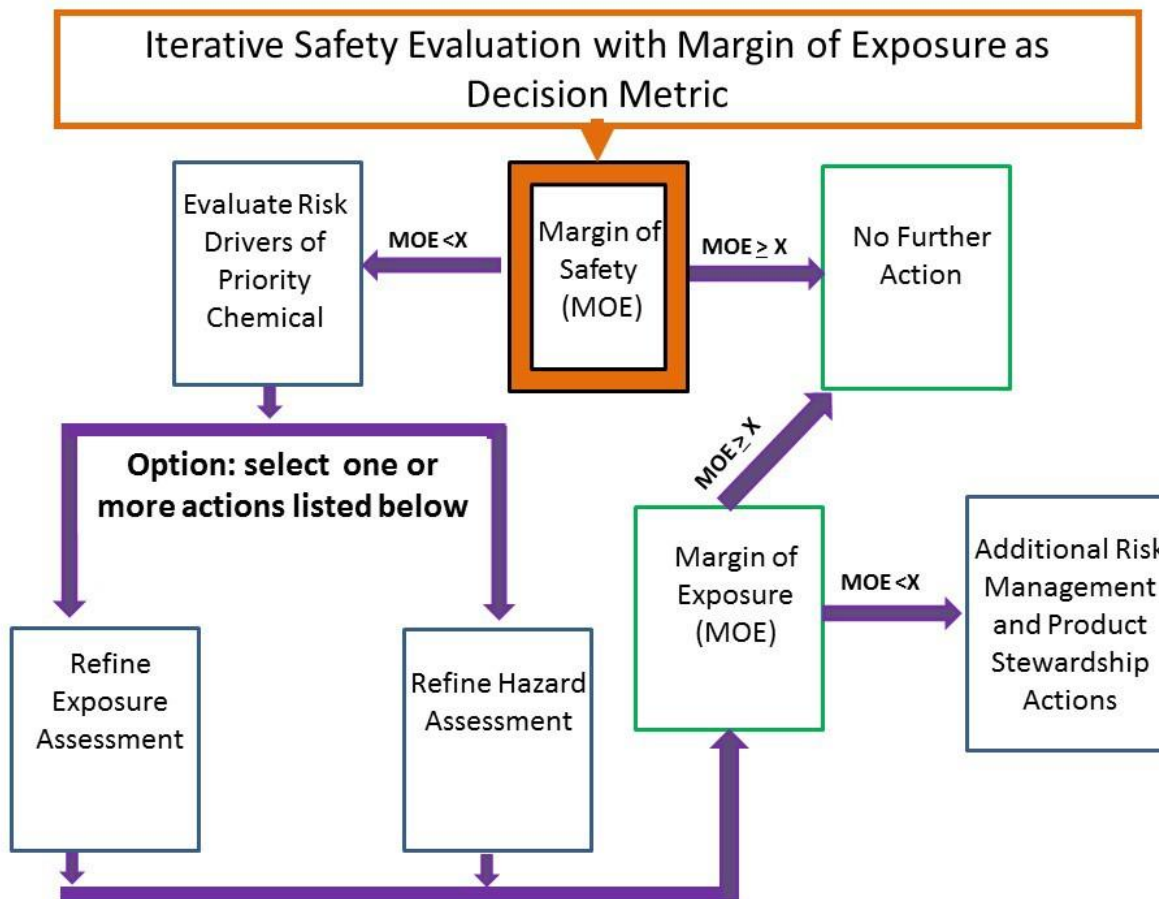 Iterative Safety Evaluation with Margin of Exposure as
Decision Metric
Evaluate Risk
Drivers of
Priority
Chemical
MOE <X
Margin of
Safety
(MOE)
MOE ≥ X
No Further
Action
Option: select one or
more actions listed below
MOE ≥ X
Refine
Exposure
Assessment
Refine Hazard
Assessment
Margin of
Exposure
(MOE)
MOE <X
Additional Risk
Management
and Product
Stewardship
Actions